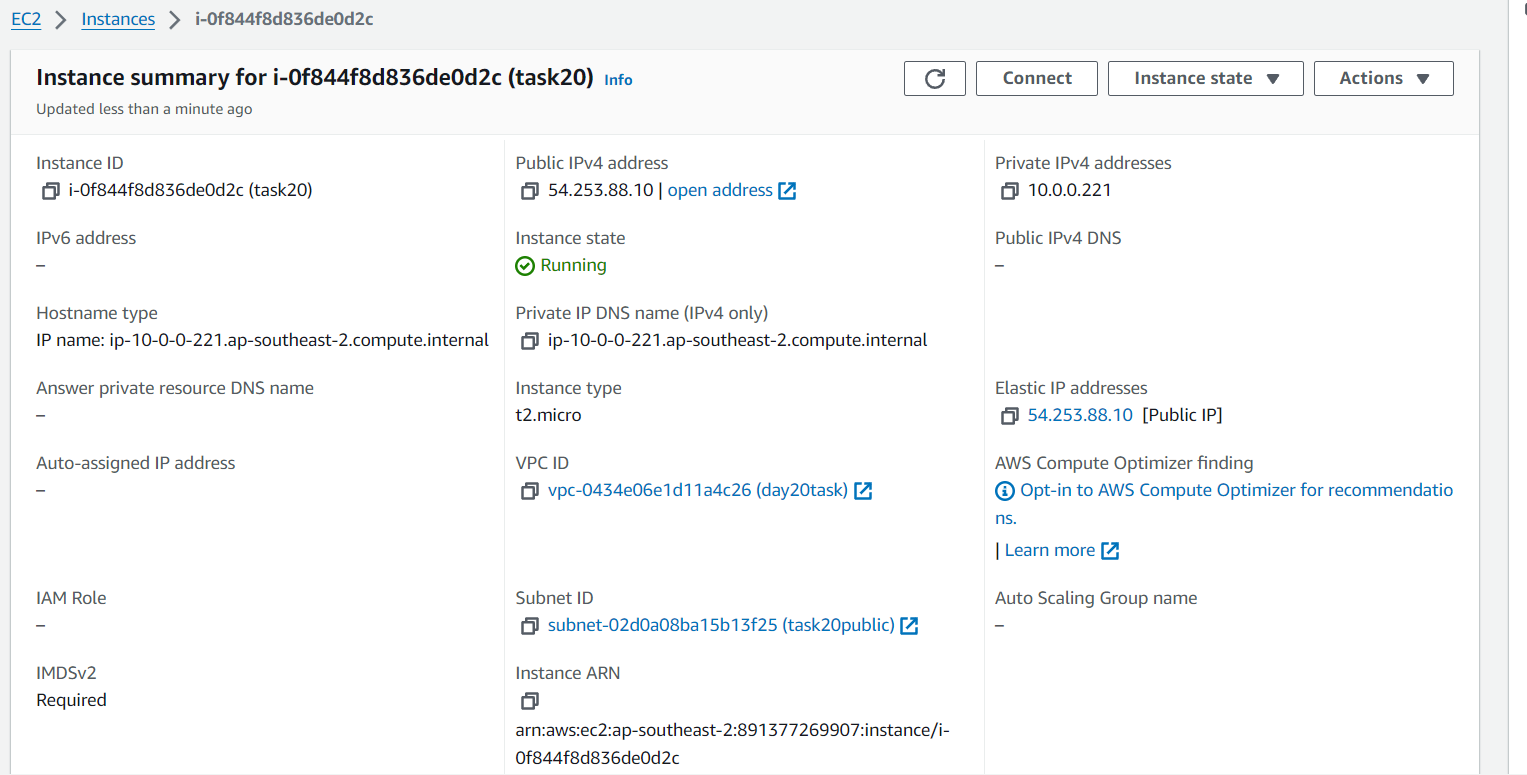 EC2 > Instances > i-0f844f8d836de0d2c
Instance summary for i-0f844f8d836de0d2c (task20) Info
Connect
Instance state
Actions
Updated less than a minute ago
Instance ID
i-0f844f8d836de0d2c (task20)
Public IPv4 address
54.253.88.10 | open address
Private IPv4 addresses
10.0.0.221
IPv6 address
–
Instance state
Running
Public IPv4 DNS
–
Hostname type
IP name: ip-10-0-0-221.ap-southeast-2.compute.internal
Private IP DNS name (IPv4 only)
ip-10-0-0-221.ap-southeast-2.compute.internal
Answer private resource DNS name
–
Instance type
t2.micro
Elastic IP addresses
54.253.88.10 [Public IP]
Auto-assigned IP address
–
VPC ID
vpc-0434e06e1d11a4c26 (day20task)
AWS Compute Optimizer finding
Opt-in to AWS Compute Optimizer for recommendatio
ns.
| Learn more
IAM Role
–
Subnet ID
subnet-02d0a08ba15b13f25 (task20public)
Auto Scaling Group name
–
IMDSv2
Required
Instance ARN
arn:aws:ec2:ap-southeast-2:891377269907:instance/i-
0f844f8d836de0d2c